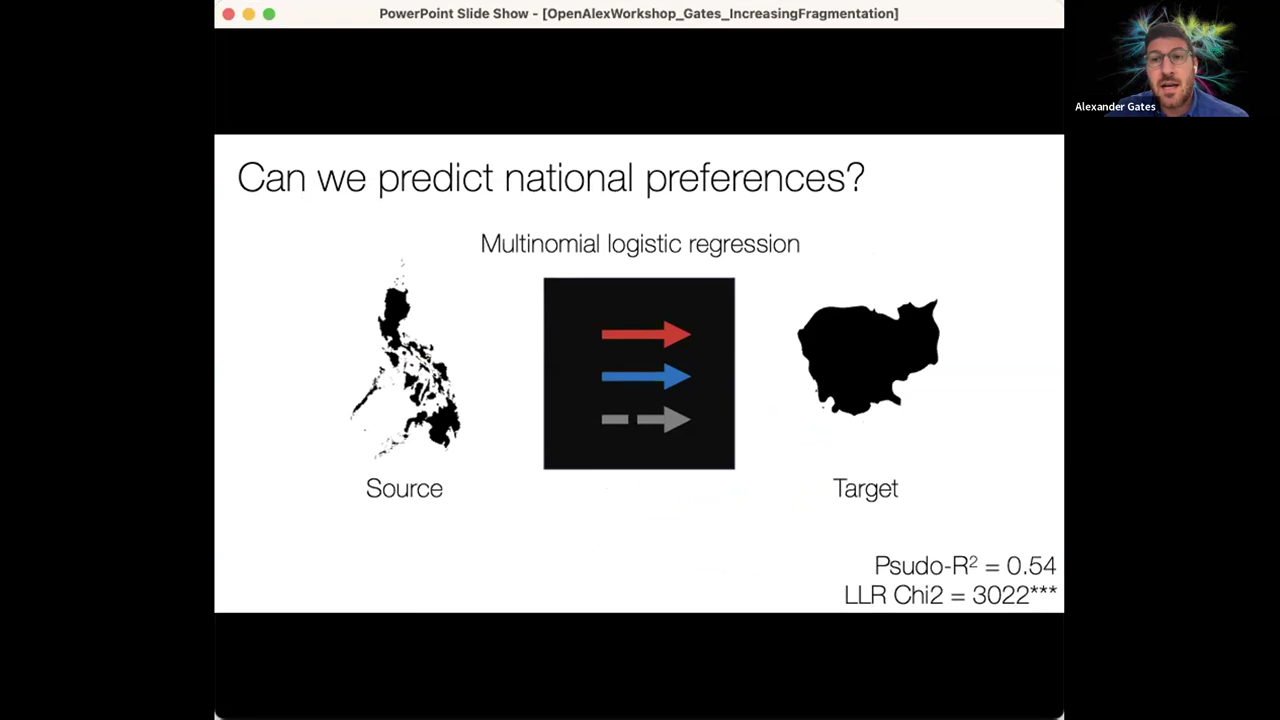 PowerPoint Slide Show - [OpenAlexWorkshop_Gates_IncreasingFragmentation]
Alexander Gates
Can we predict national preferences?
Multinomial logistic regression
Source
Target
Psudo-R² = 0.54
LLR Chi2 = 3022***